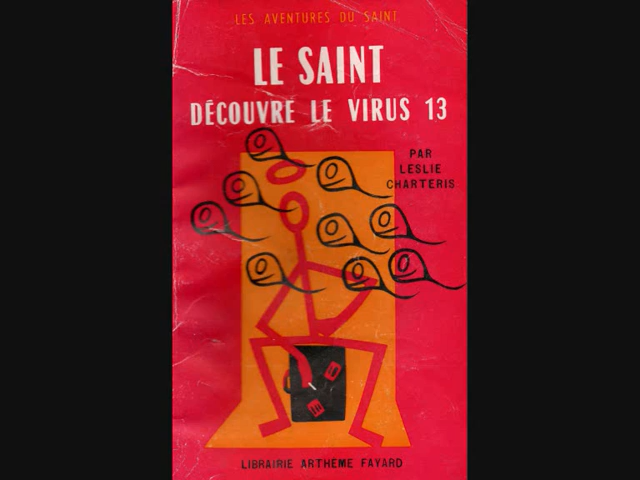 LES AVENTURES DU SAINT
LE SAINT
DÉCOUVRE LE VIRUS 13
PAR
LESLIE
CHARTERIS
LIBRAIRIE ARTHÈME FAYARD